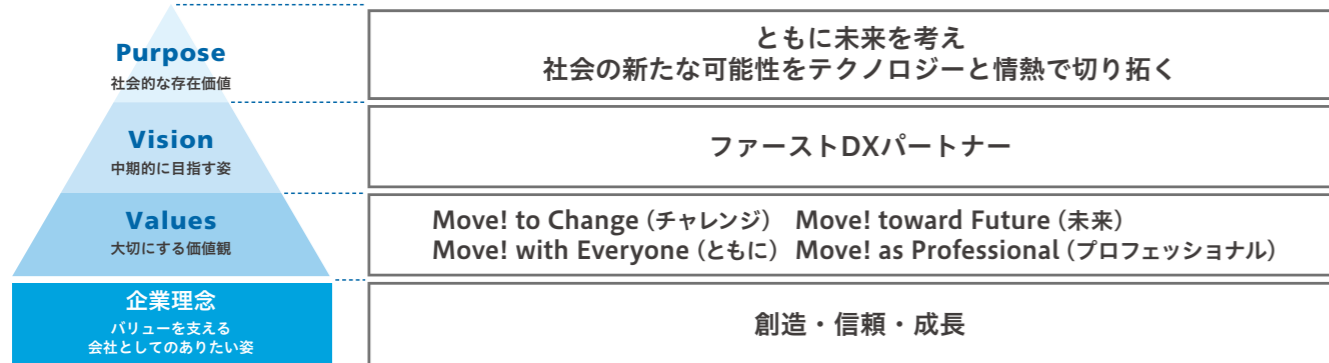 Purpose
社会的な存在価値
ともに未来を考え
社会の新たな可能性をテクノロジーと情熱で切り拓く
Vision
中期的に目指す姿
ファーストDXパートナー
Values
大切にする価値観
Move! to Change（チャレンジ） Move! toward Future（未来）
Move! with Everyone（ともに） Move! as Professional（プロフェッショナル）
企業理念
バリューを支える
会社としてのありたい姿
創造・信頼・成長